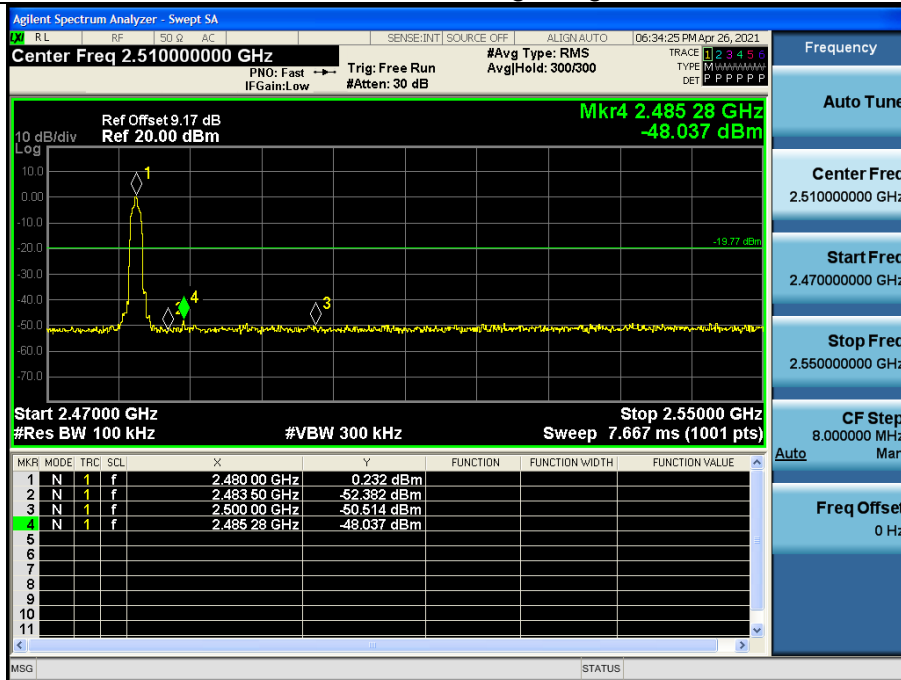 Agilent Spectrum Analyzer - Swept SA
LXI RL RF 50 Ω AC SENSE:INT SOURCE OFF ALIGN AUTO 06:34:25 PM Apr 26, 2021
Center Freq 2.510000000 GHz
PNO: Fast
IFGain:Low
Trig: Free Run
#Atten: 30 dB
#Avg Type: RMS
Avg|Hold: 300/300
TRACE 1 2 3 4 5 6
TYPE M W W W W W
DET P P P P P P
Frequency
Auto Tune
Center Freq
2.510000000 GHz
Start Freq
2.470000000 GHz
Stop Freq
2.550000000 GHz
CF Step
8.000000 MHz
Auto Man
Freq Offset
0 Hz
Mkr4 2.485 28 GHz
-48.037 dBm
Ref Offset 9.17 dB
10 dB/div Ref 20.00 dBm
Log
10.0
0.00
-10.0
-20.0
-30.0
-40.0
-50.0
-60.0
-70.0
1
2
4
3
-19.77 dBm
Start 2.47000 GHz Stop 2.55000 GHz
#Res BW 100 kHz #VBW 300 kHz Sweep 7.667 ms (1001 pts)
MKR MODE TRC SCL X Y FUNCTION FUNCTION WIDTH FUNCTION VALUE
1 N 1 f 2.480 00 GHz 0.232 dBm
2 N 1 f 2.483 50 GHz -52.382 dBm
3 N 1 f 2.500 00 GHz -50.514 dBm
4 N 1 f 2.485 28 GHz -48.037 dBm
5
6
7
8
9
10
11
MSG STATUS